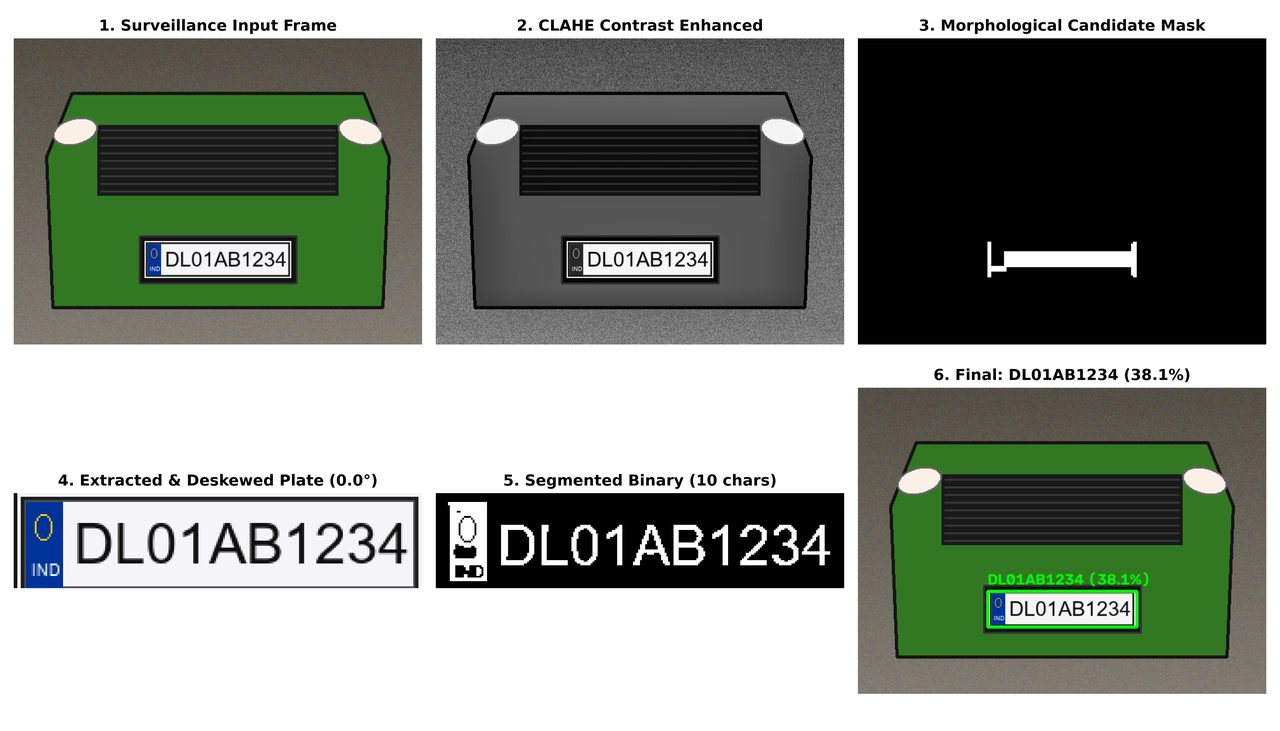 1. Surveillance Input Frame
IND
DL01AB1234
2. CLAHE Contrast Enhanced
IND
DL01AB1234
3. Morphological Candidate Mask
4. Extracted & Deskewed Plate (0.0°)
IND
DL01AB1234
5. Segmented Binary (10 chars)
IND
DL01AB1234
6. Final: DL01AB1234 (38.1%)
DL01AB1234 (38.1%)
IND
DL01AB1234